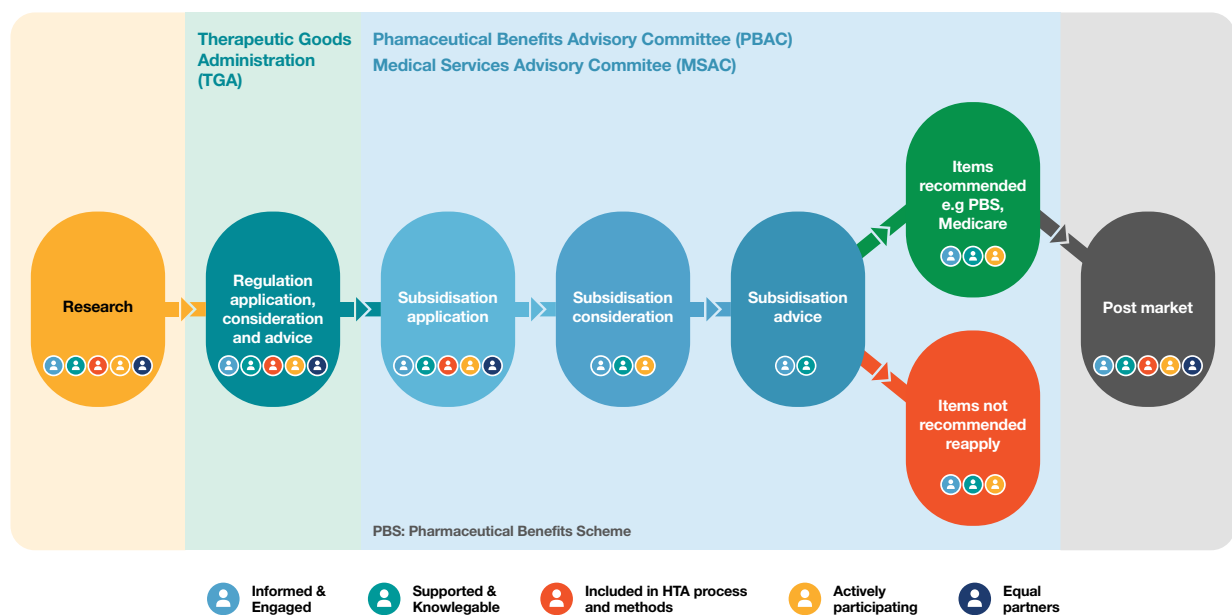 Therapeutic Goods
Administration
(TGA)
Phamaceutical Benefits Advisory Committee (PBAC)
Medical Services Advisory Commitee (MSAC)
Research
Regulation
application,
consideration
and advice
Subsidisation
application
Subsidisation
consideration
Subsidisation
advice
Items
recommended
e.g PBS,
Medicare
Items not
recommended
reapply
Post market
PBS: Pharmaceutical Benefits Scheme
Informed &
Engaged
Supported &
Knowlegable
Included in HTA process
and methods
Actively
participating
Equal
partners